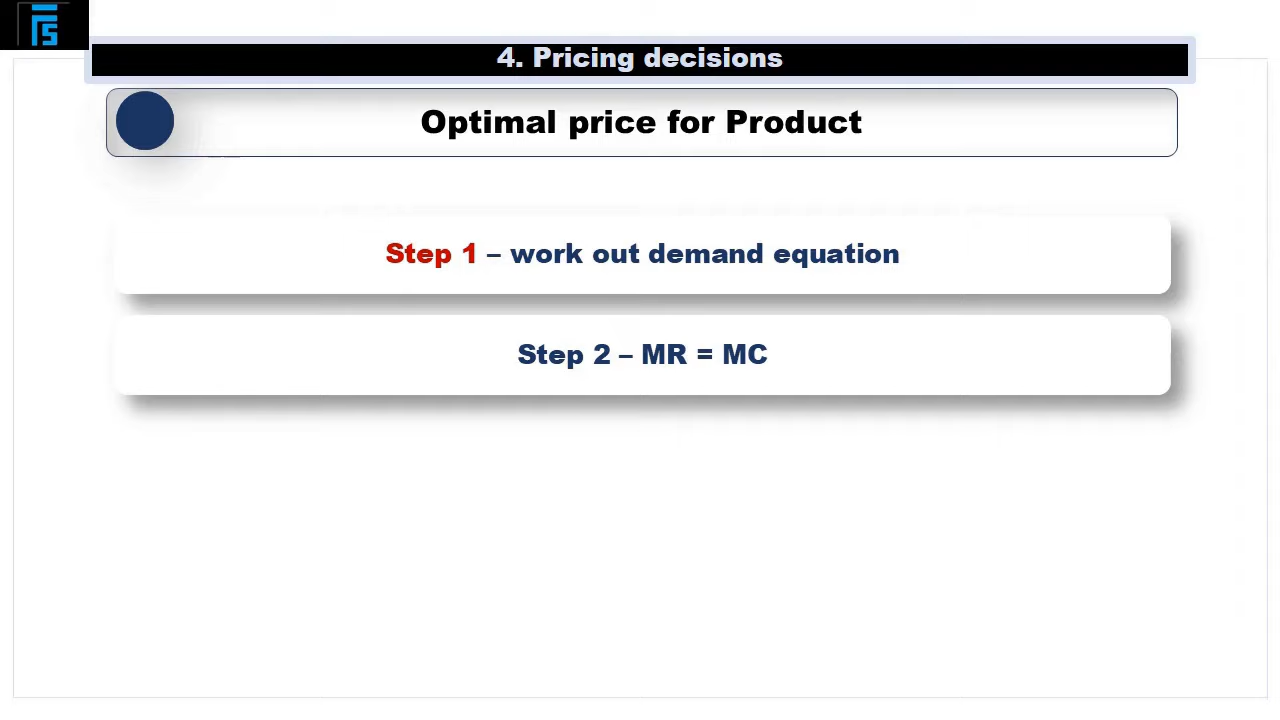 4. Pricing decisions
Optimal price for Product
Step 1 – work out demand equation
Step 2 – MR = MC